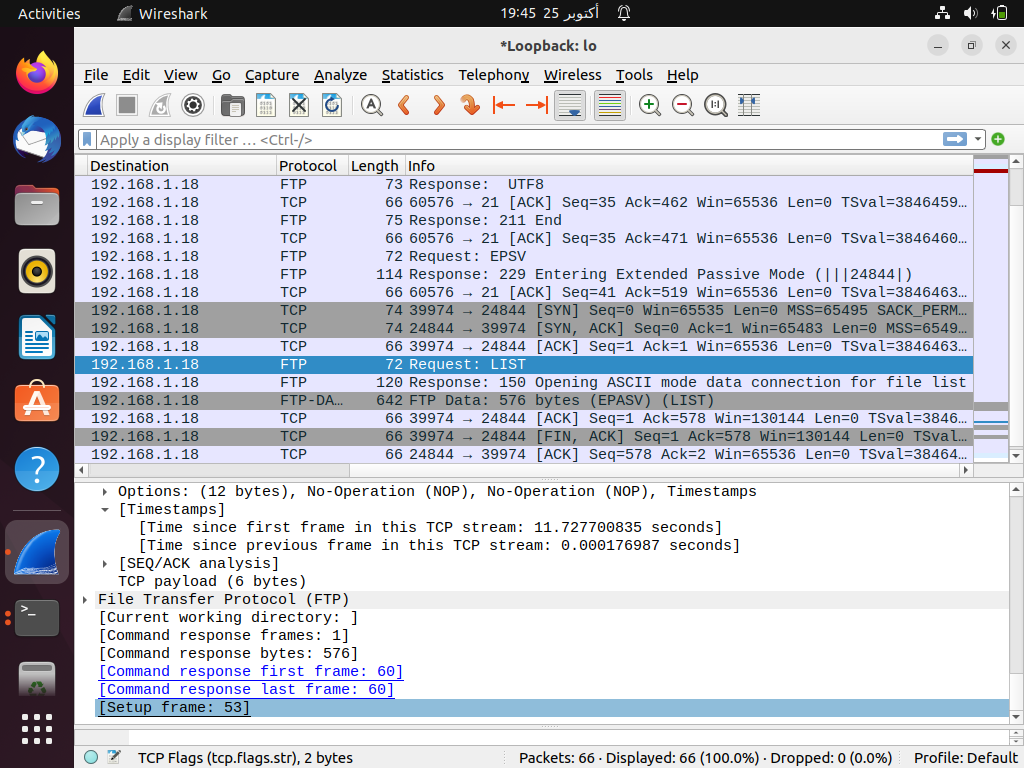 Activities
Wireshark
19:45 25 أكتوبر
*Loopback: lo
File Edit View Go Capture Analyze Statistics Telephony Wireless Tools Help
Apply a display filter … <Ctrl-/>
Destination Protocol Length Info
192.168.1.18 FTP 73 Response:  UTF8
192.168.1.18 TCP 66 60576 → 21 [ACK] Seq=35 Ack=462 Win=65536 Len=0 TSval=3846459…
192.168.1.18 FTP 75 Response: 211 End
192.168.1.18 TCP 66 60576 → 21 [ACK] Seq=35 Ack=471 Win=65536 Len=0 TSval=3846460…
192.168.1.18 FTP 72 Request: EPSV
192.168.1.18 FTP 114 Response: 229 Entering Extended Passive Mode (|||24844|)
192.168.1.18 TCP 66 60576 → 21 [ACK] Seq=41 Ack=519 Win=65536 Len=0 TSval=3846463…
192.168.1.18 TCP 74 39974 → 24844 [SYN] Seq=0 Win=65535 Len=0 MSS=65495 SACK_PERM…
192.168.1.18 TCP 74 24844 → 39974 [SYN, ACK] Seq=0 Ack=1 Win=65483 Len=0 MSS=6549…
192.168.1.18 TCP 66 39974 → 24844 [ACK] Seq=1 Ack=1 Win=65536 Len=0 TSval=3846463…
192.168.1.18 FTP 72 Request: LIST
192.168.1.18 FTP 120 Response: 150 Opening ASCII mode data connection for file list
192.168.1.18 FTP-DA… 642 FTP Data: 576 bytes (EPASV) (LIST)
192.168.1.18 TCP 66 39974 → 24844 [ACK] Seq=1 Ack=578 Win=130144 Len=0 TSval=3846…
192.168.1.18 TCP 66 39974 → 24844 [FIN, ACK] Seq=1 Ack=578 Win=130144 Len=0 TSval…
192.168.1.18 TCP 66 24844 → 39974 [ACK] Seq=578 Ack=2 Win=65536 Len=0 TSval=38464…
Options: (12 bytes), No-Operation (NOP), No-Operation (NOP), Timestamps
[Timestamps]
[Time since first frame in this TCP stream: 11.727700835 seconds]
[Time since previous frame in this TCP stream: 0.000176987 seconds]
[SEQ/ACK analysis]
TCP payload (6 bytes)
File Transfer Protocol (FTP)
[Current working directory: ]
[Command response frames: 1]
[Command response bytes: 576]
[Command response first frame: 60]
[Command response last frame: 60]
[Setup frame: 53]
TCP Flags (tcp.flags.str), 2 bytes
Packets: 66 · Displayed: 66 (100.0%) · Dropped: 0 (0.0%)
Profile: Default